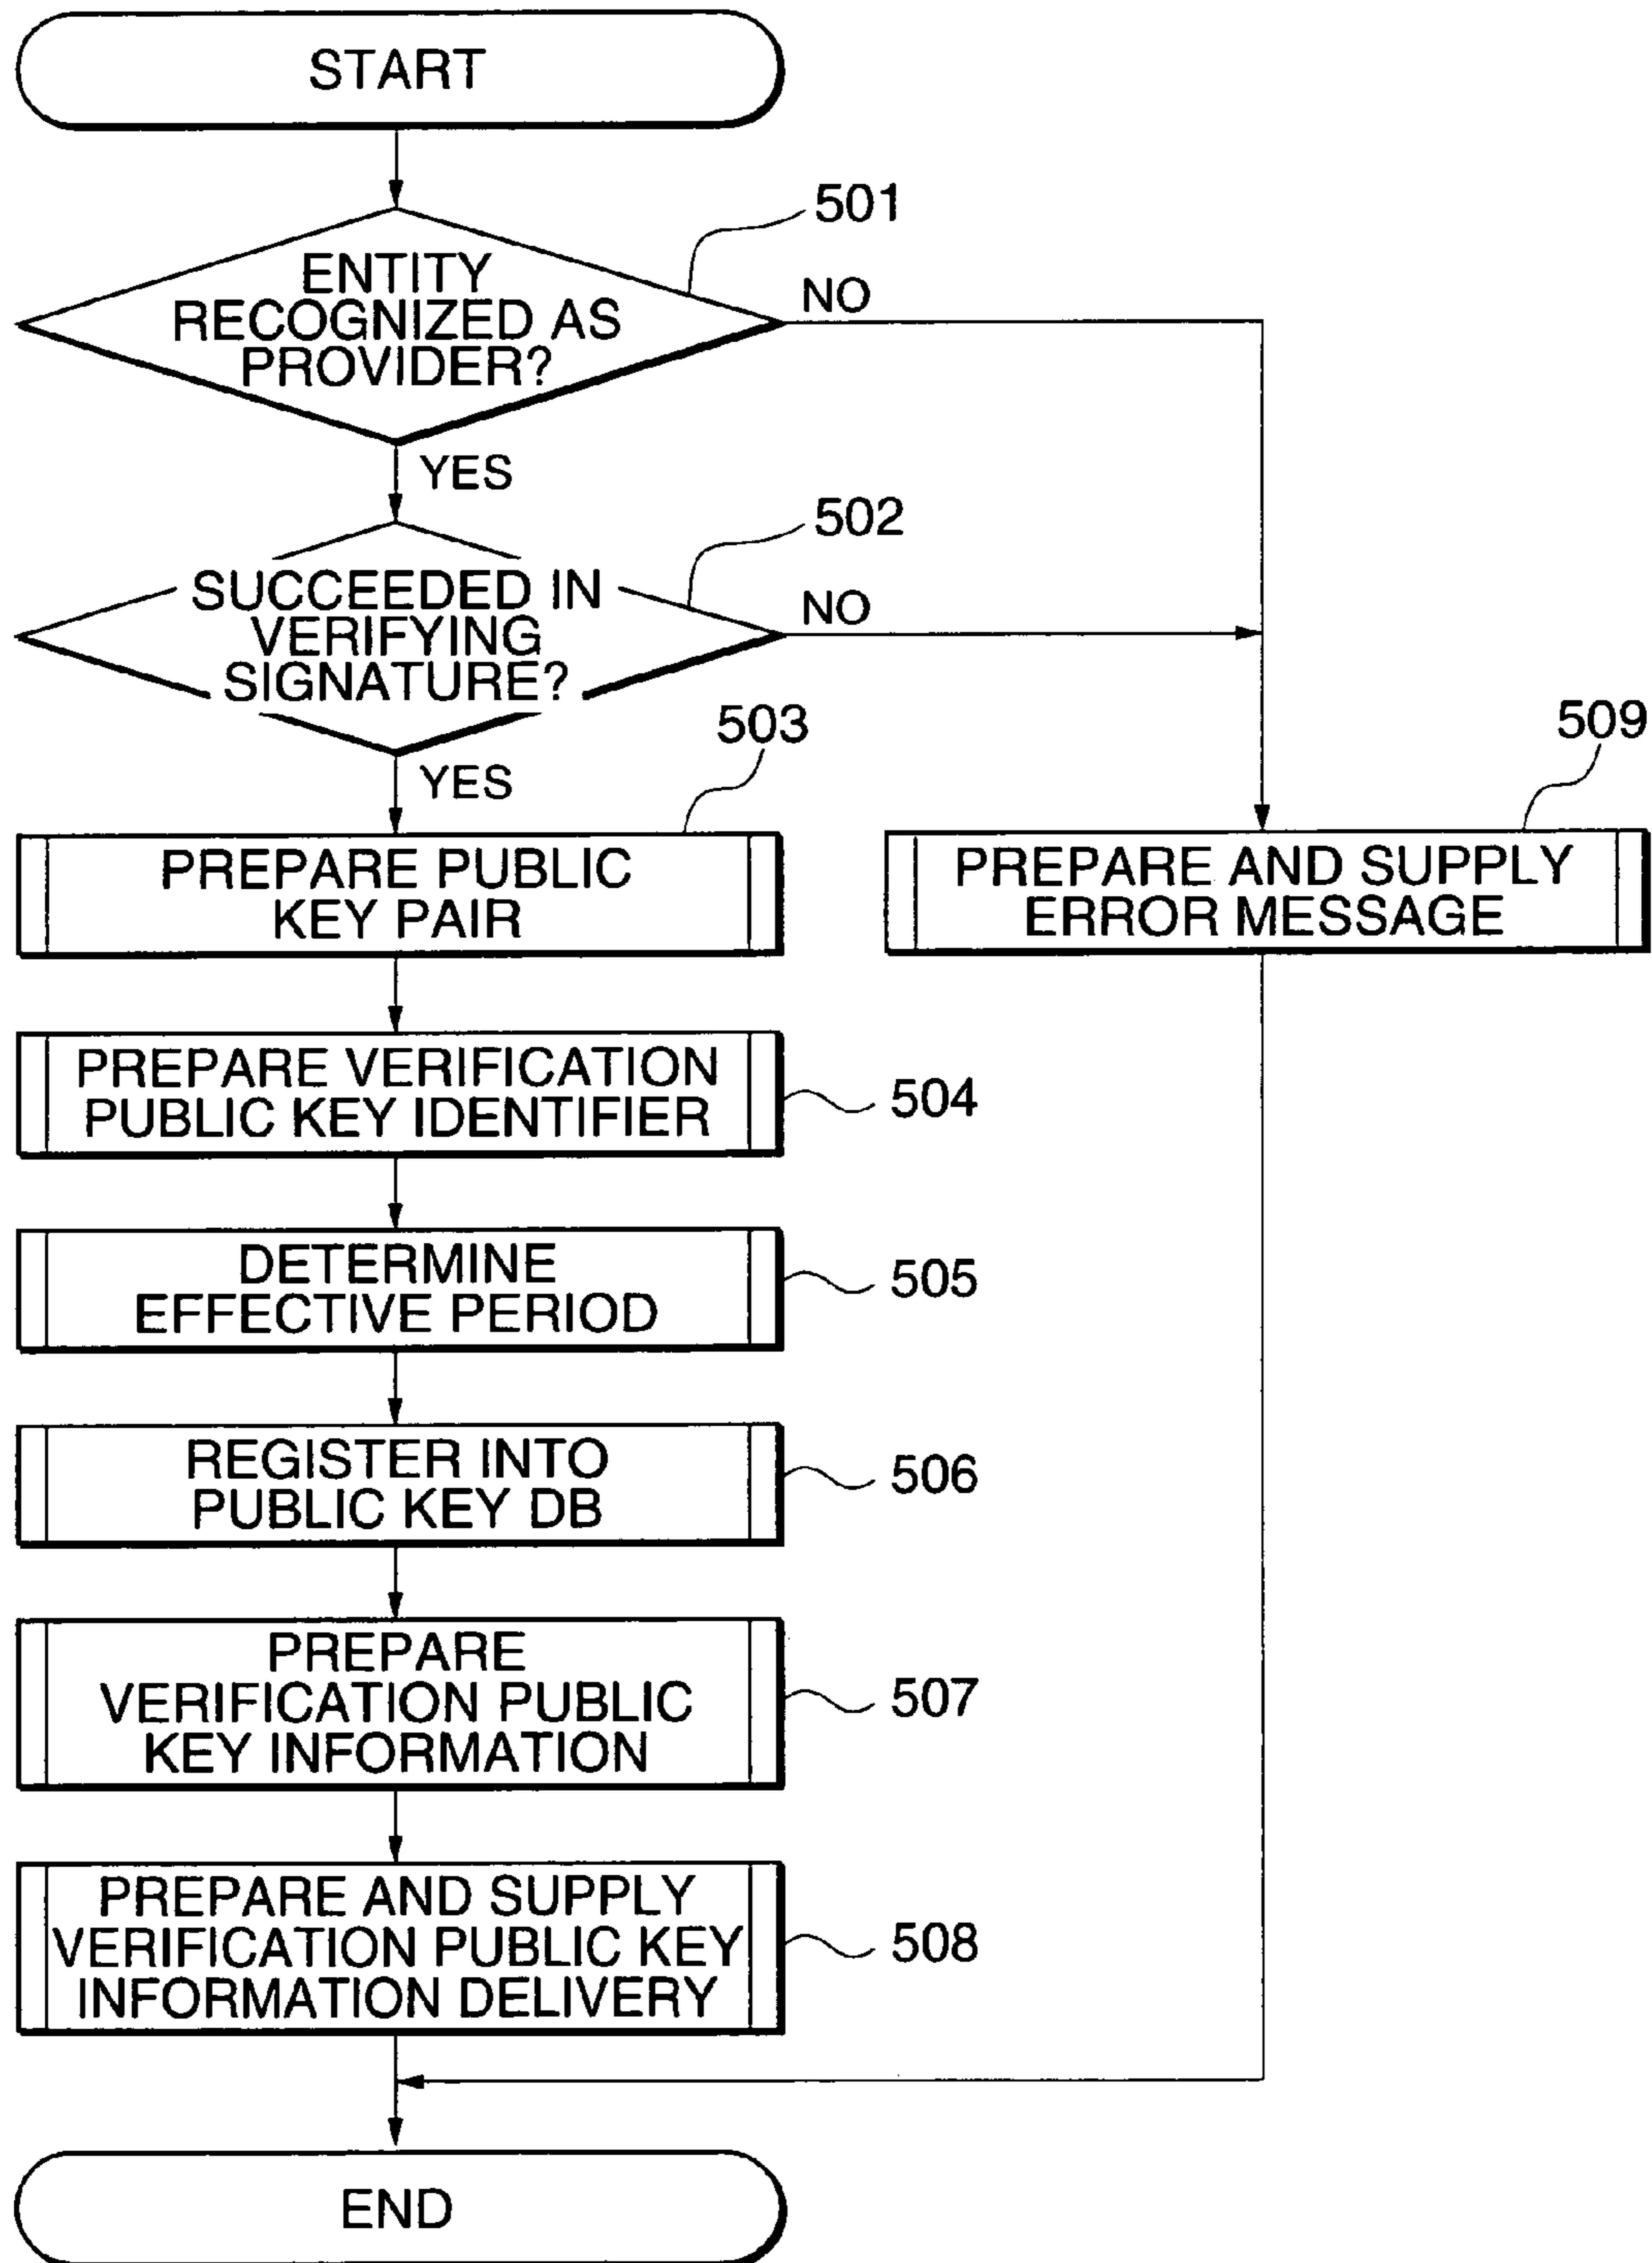 START
501
ENTITY
RECOGNIZED AS
PROVIDER?
NO
YES
502
SUCCEEDED IN
VERIFYING
SIGNATURE?
NO
YES
503
PREPARE PUBLIC
KEY PAIR
509
PREPARE AND SUPPLY
ERROR MESSAGE
PREPARE VERIFICATION
PUBLIC KEY IDENTIFIER
504
DETERMINE
EFFECTIVE PERIOD
505
REGISTER INTO
PUBLIC KEY DB
506
PREPARE
VERIFICATION PUBLIC
KEY INFORMATION
507
PREPARE AND SUPPLY
VERIFICATION PUBLIC KEY
INFORMATION DELIVERY
508
END